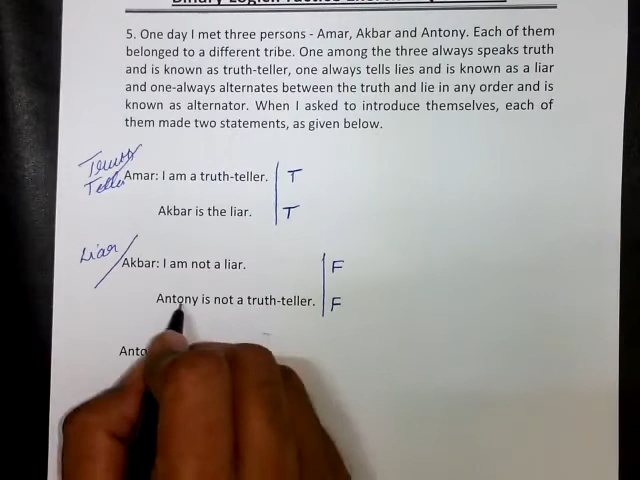 5. One day I met three persons - Amar, Akbar and Antony. Each of them
belonged to a different tribe. One among the three always speaks truth
and is known as truth-teller, one always tells lies and is known as a liar
and one-always alternates between the truth and lie in any order and is
known as alternator. When I asked to introduce themselves, each of
them made two statements, as given below.
Truth
Teller
Amar: I am a truth-teller. T
Akbar is the liar. T
Liar
Akbar: I am not a liar. F
Antony is not a truth-teller. F